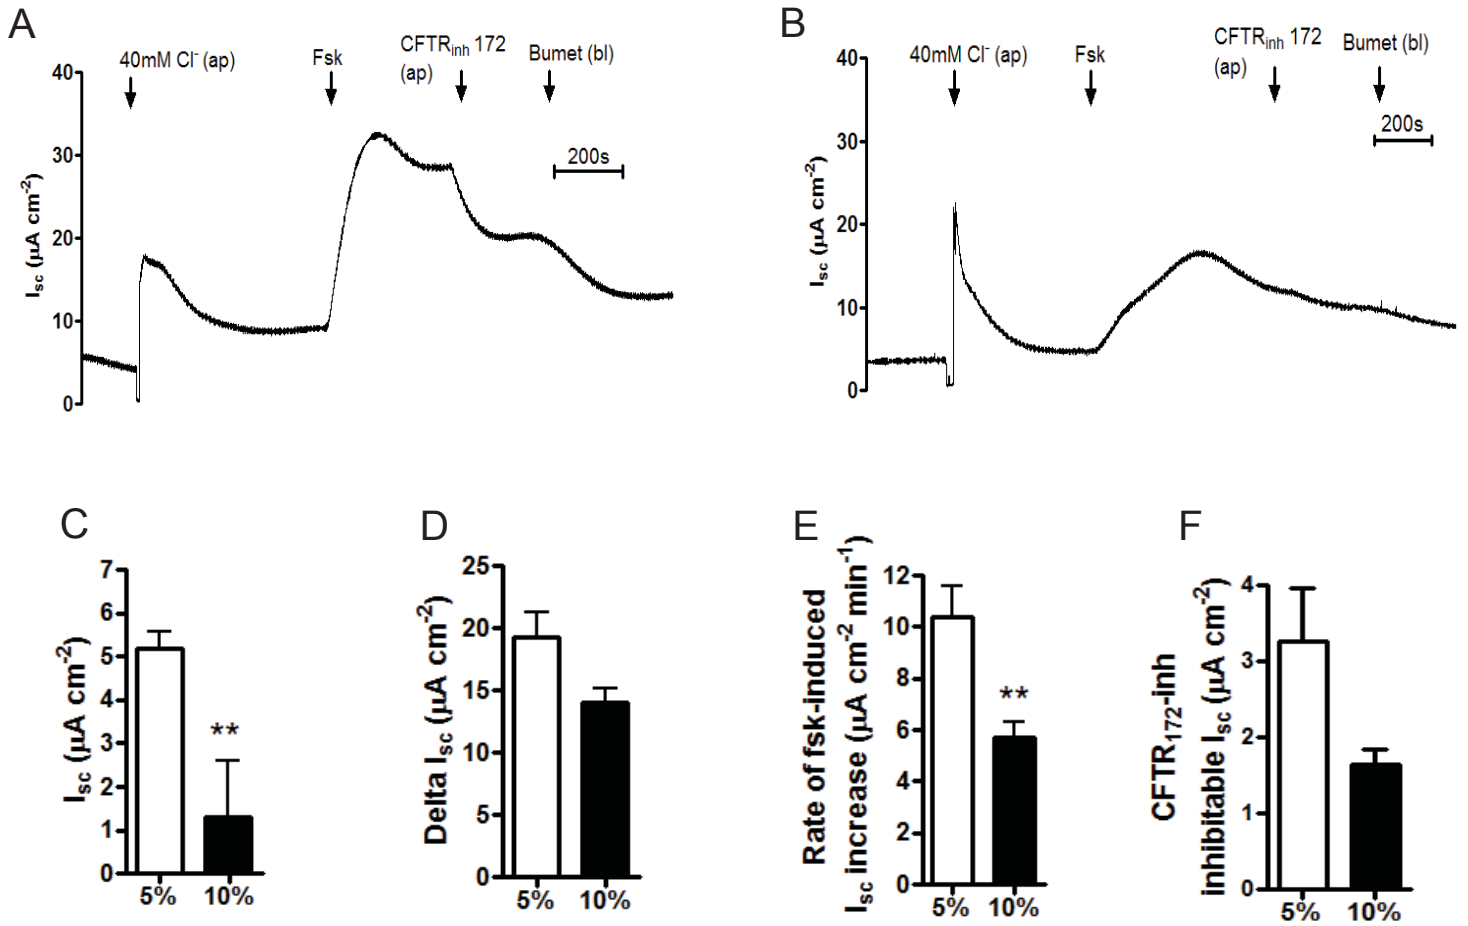 A
40mM Cl⁻ (ap)
Fsk
CFTRinh 172
(ap)
Bumet (bl)
200s
Isc (µA cm⁻²)
40
30
20
10
0
B
40mM Cl⁻ (ap)
Fsk
CFTRinh 172
(ap)
Bumet (bl)
200s
Isc (µA cm⁻²)
40
30
20
10
0
C
Isc (µA cm⁻²)
7
6
5
4
3
2
1
0
**
5% 10%
D
Delta Isc (µA cm⁻²)
25
20
15
10
5
0
5% 10%
E
Rate of fsk-induced
Isc increase (µA cm⁻² min⁻¹)
12
10
8
6
4
2
0
**
5% 10%
F
CFTR172-inh
inhibitable Isc (µA cm⁻²)
4
3
2
1
0
5% 10%